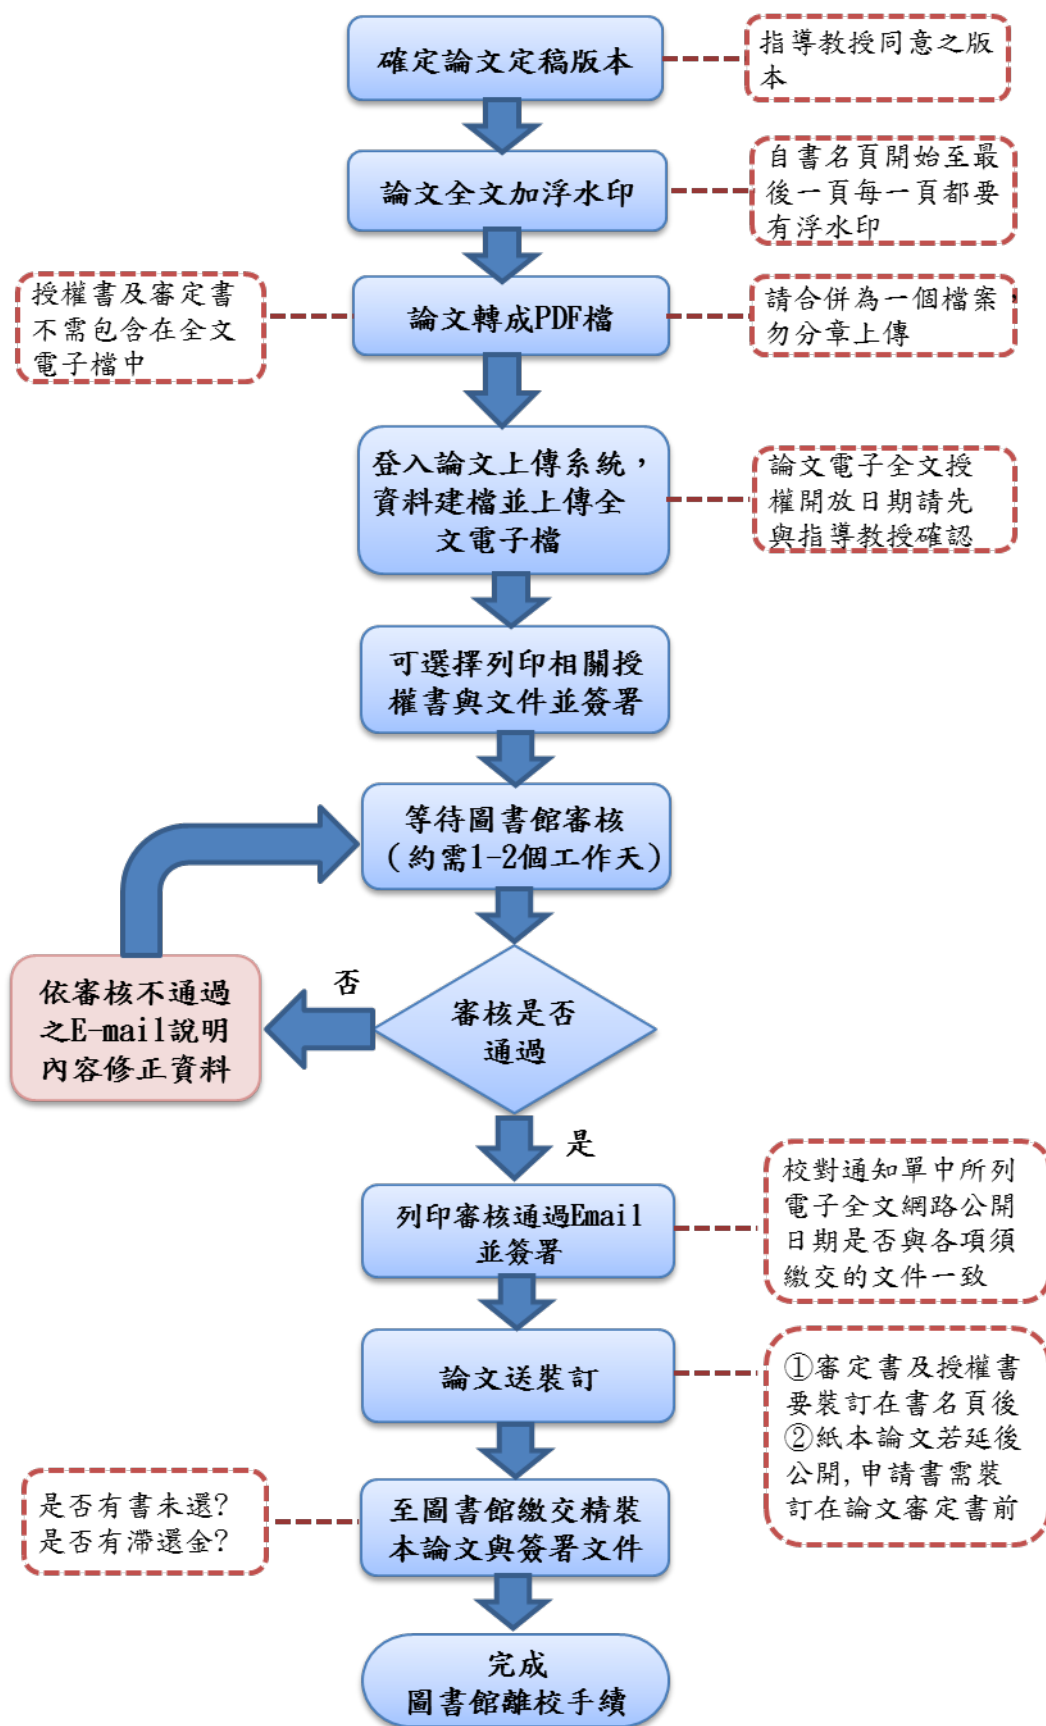 確定論文定稿版本
指導教授同意之版
本
論文全文加浮水印
自書名頁開始至最
後一頁每一頁都要
有浮水印
授權書及審定書
不需包含在全文
電子檔中
論文轉成PDF檔
請合併為一個檔案，
勿分章上傳
登入論文上傳系統，
資料建檔並上傳全
文電子檔
論文電子全文授
權開放日期請先
與指導教授確認
可選擇列印相關授
權書與文件並簽署
等待圖書館審核
（約需1-2個工作天）
依審核不通過
之E-mail說明
內容修正資料
否
審核是否
通過
是
列印審核通過Email
並簽署
校對通知單中所列
電子全文網路公開
日期是否與各項須
繳交的文件一致
論文送裝訂
①審定書及授權書
要裝訂在書名頁後
②紙本論文若延後
公開,申請書需裝
訂在論文審定書前
是否有書未還?
是否有滯還金?
至圖書館繳交精裝
本論文與簽署文件
完成
圖書館離校手續